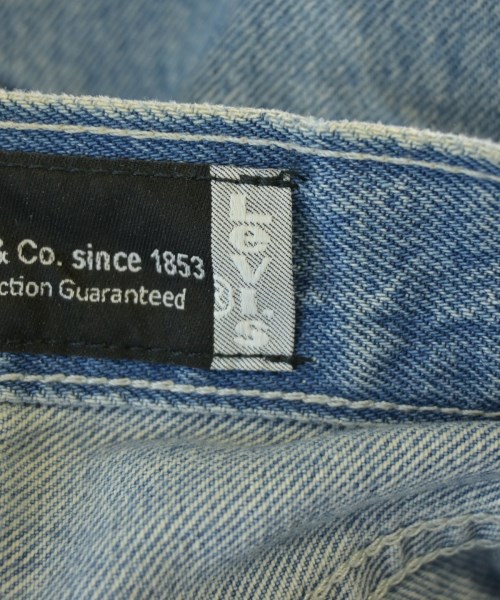 & Co. since 1853
ction Guaranteed
Levi's
®